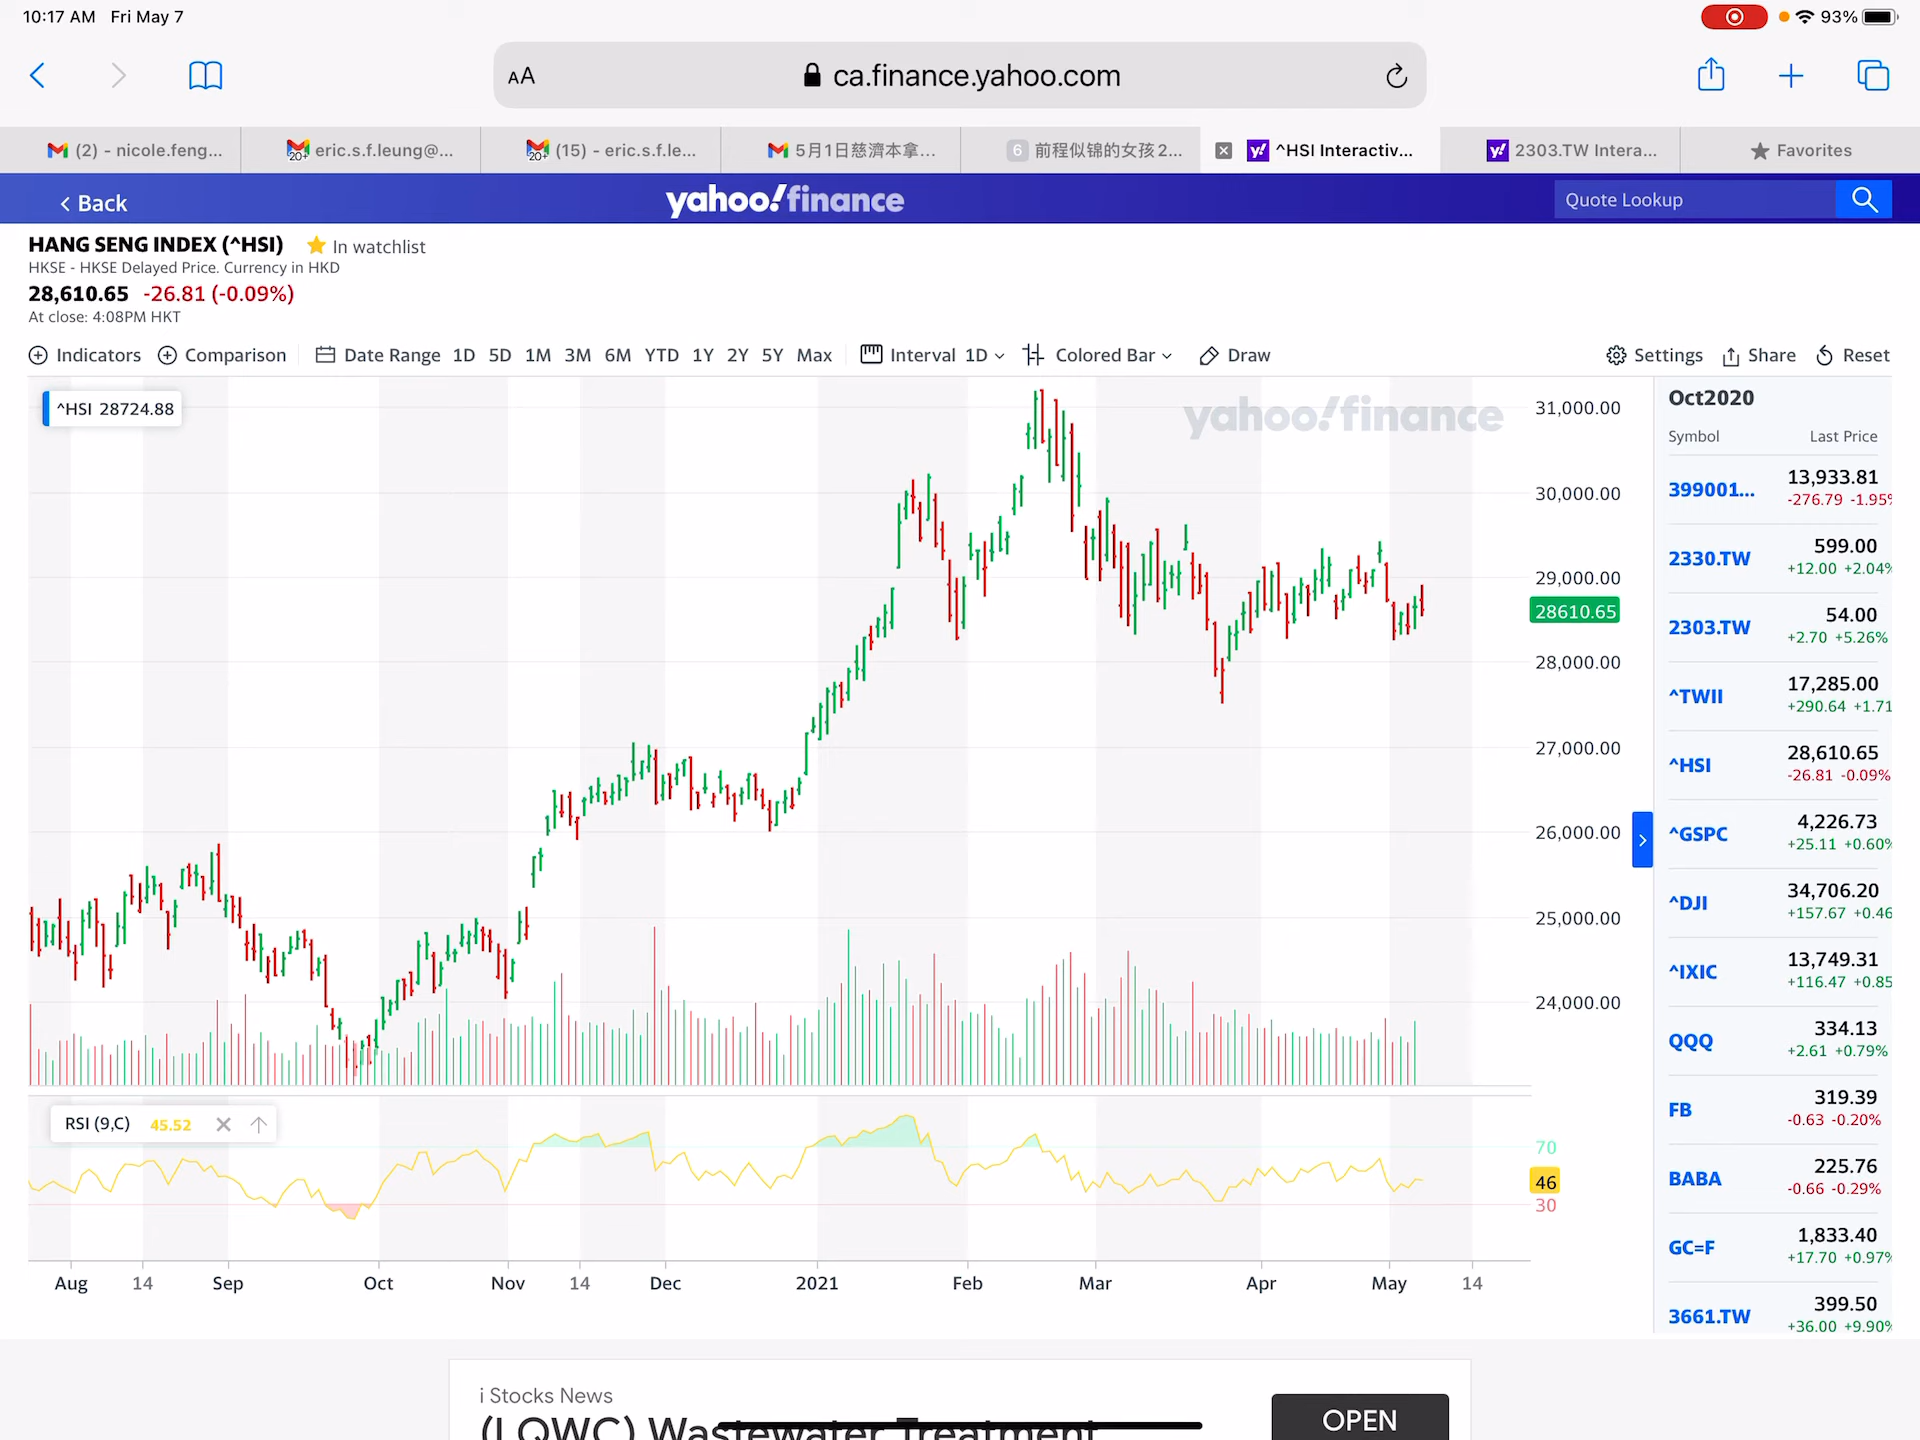 10:17 AM Fri May 7
93%
AA
ca.finance.yahoo.com
(2) - nicole.feng...
20+ eric.s.f.leung@...
20+ (15) - eric.s.f.le...
5月1日慈濟本拿...
6 前程似锦的女孩2...
y! ^HSI Interactiv...
y! 2303.TW Intera...
Favorites
Back
yahoo!finance
Quote Lookup
HANG SENG INDEX (^HSI) In watchlist
HKSE - HKSE Delayed Price. Currency in HKD
28,610.65 -26.81 (-0.09%)
At close: 4:08PM HKT
Indicators Comparison Date Range 1D 5D 1M 3M 6M YTD 1Y 2Y 5Y Max Interval 1D Colored Bar Draw Settings Share Reset
^HSI 28724.88
yahoo!finance
31,000.00
30,000.00
29,000.00
28610.65
28,000.00
27,000.00
26,000.00
25,000.00
24,000.00
RSI (9,C) 45.52
70
46
30
Aug 14 Sep Oct Nov 14 Dec 2021 Feb Mar Apr May 14
Oct2020
Symbol Last Price
399001... 13,933.81
-276.79 -1.95%
2330.TW 599.00
+12.00 +2.04%
2303.TW 54.00
+2.70 +5.26%
^TWII 17,285.00
+290.64 +1.71
^HSI 28,610.65
-26.81 -0.09%
^GSPC 4,226.73
+25.11 +0.60%
^DJI 34,706.20
+157.67 +0.46
^IXIC 13,749.31
+116.47 +0.85
QQQ 334.13
+2.61 +0.79%
FB 319.39
-0.63 -0.20%
BABA 225.76
-0.66 -0.29%
GC=F 1,833.40
+17.70 +0.97%
3661.TW 399.50
+36.00 +9.90%
i Stocks News
(LQWC) Wastewater Treatment
OPEN